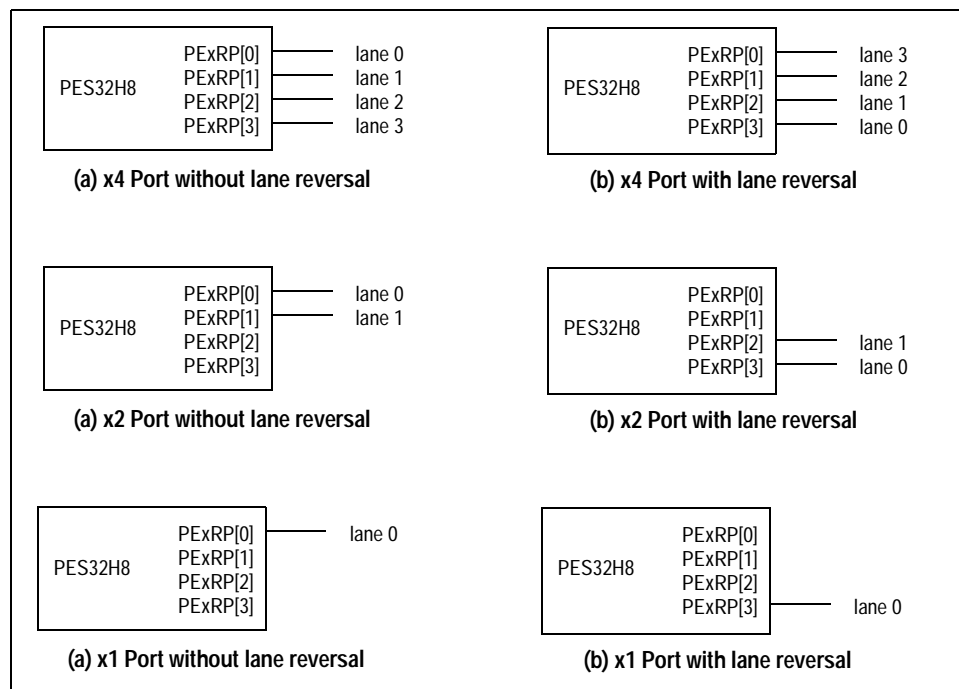 PES32H8
PExRP[0] lane 0
PExRP[1] lane 1
PExRP[2] lane 2
PExRP[3] lane 3
(a) x4 Port without lane reversal
PES32H8
PExRP[0] lane 3
PExRP[1] lane 2
PExRP[2] lane 1
PExRP[3] lane 0
(b) x4 Port with lane reversal
PES32H8
PExRP[0] lane 0
PExRP[1] lane 1
PExRP[2]
PExRP[3]
(a) x2 Port without lane reversal
PES32H8
PExRP[0]
PExRP[1]
PExRP[2] lane 1
PExRP[3] lane 0
(b) x2 Port with lane reversal
PES32H8
PExRP[0] lane 0
PExRP[1]
PExRP[2]
PExRP[3]
(a) x1 Port without lane reversal
PES32H8
PExRP[0]
PExRP[1]
PExRP[2]
PExRP[3] lane 0
(b) x1 Port with lane reversal